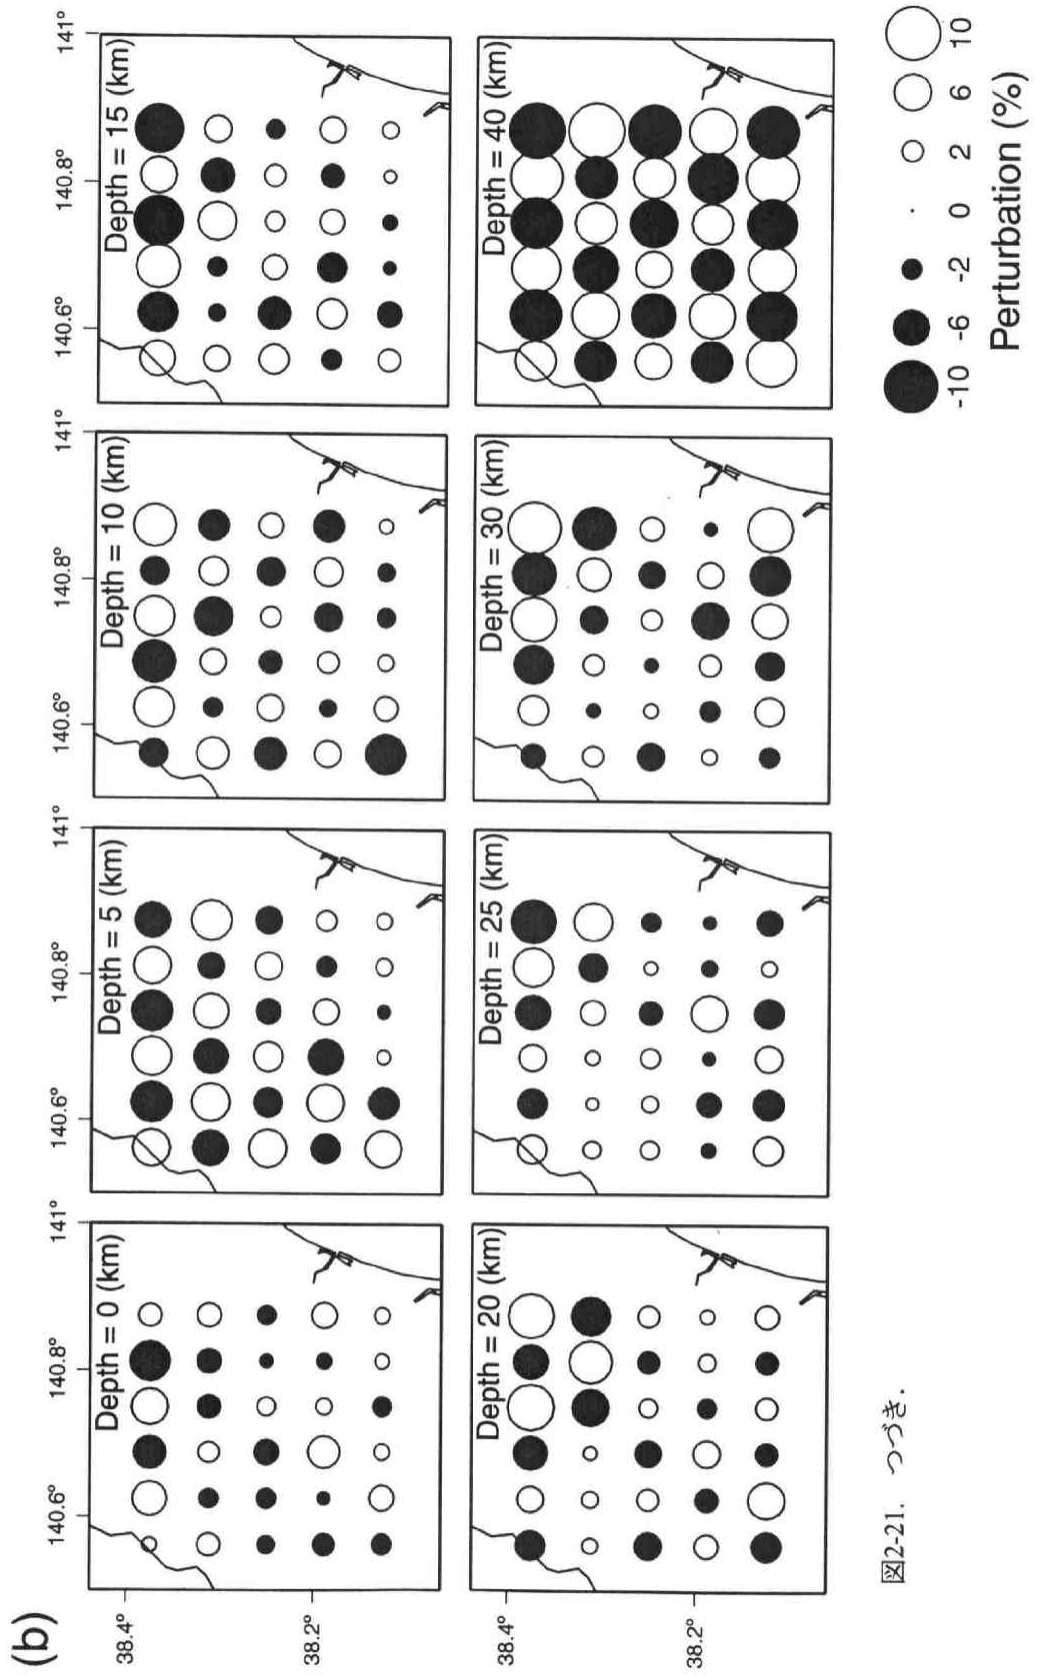 (b)
140.6° 140.8° 141° 140.6° 140.8° 141° 140.6° 140.8° 141° 140.6° 140.8° 141°
Depth = 0 (km) Depth = 5 (km) Depth = 10 (km) Depth = 15 (km)
38.4°
38.2°
Depth = 20 (km) Depth = 25 (km) Depth = 30 (km) Depth = 40 (km)
38.4°
38.2°
-10 -6 -2 0 2 6 10
Perturbation (%)
図2-21. つづき.